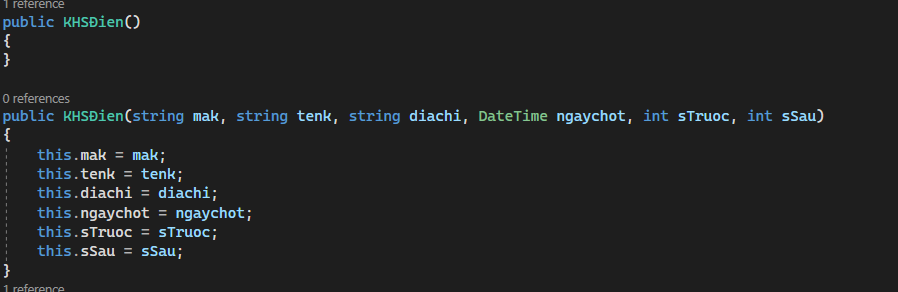 1 reference
public KHSĐien()
{
}
0 references
public KHSĐien(string mak, string tenk, string diachi, DateTime ngaychot, int sTruoc, int sSau)
{
this.mak = mak;
this.tenk = tenk;
this.diachi = diachi;
this.ngaychot = ngaychot;
this.sTruoc = sTruoc;
this.sSau = sSau;
}
1 reference